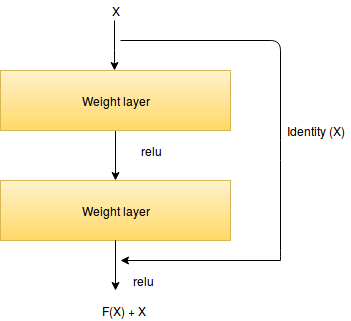 X
Weight layer
relu
Identity (X)
Weight layer
relu
F(X) + X